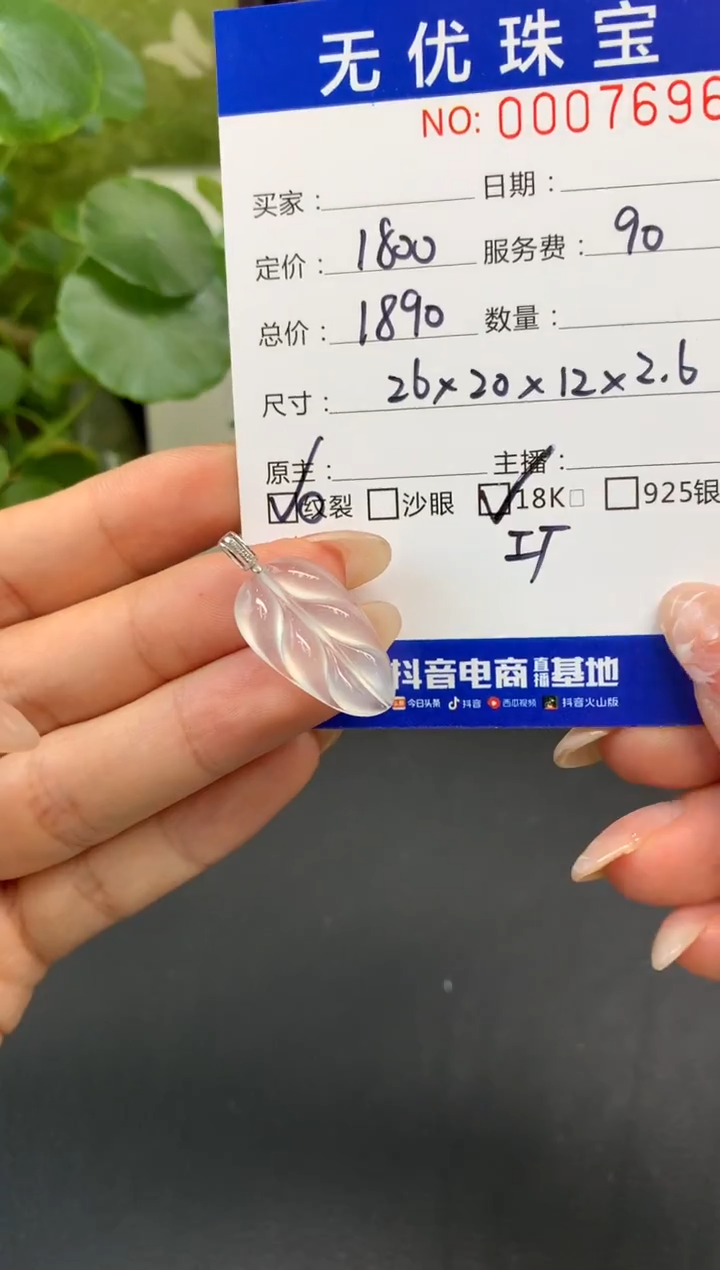 无优珠宝
NO: 0007696
买家： 日期：
定价：1800 服务费：90
总价：1890 数量：
尺寸：26×20×12×2.6
原主： 主播：
纹裂 沙眼 18K 925银
抖音电商直播基地
头条 今日头条 抖音 西瓜视频 抖音火山版